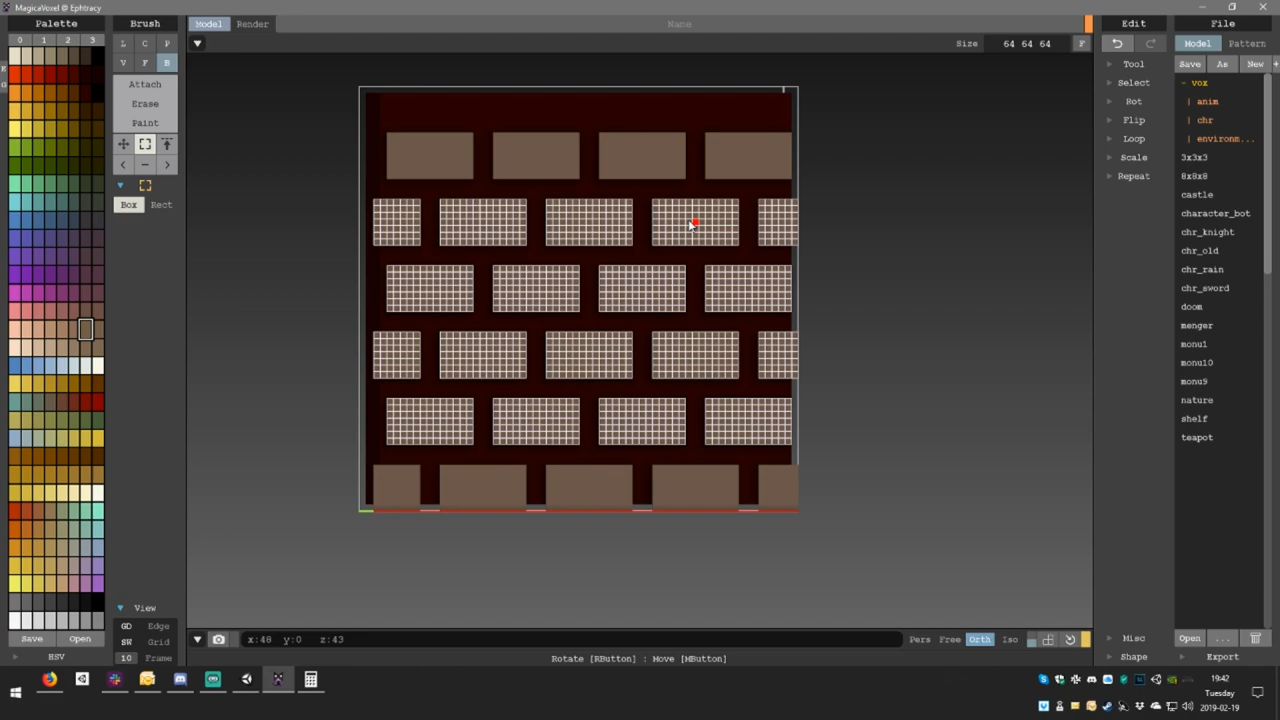 MagicaVoxel @ Ephtracy
Palette
Brush
Model Render
Name
Edit
File
0 1 2 3
L C P
Size 64 64 64 F
Model Pattern
V F B
Tool
Save As New +
Attach
Select
- vox
Erase
Rot
| anim
Paint
Flip
| chr
Loop
| environm...
Scale
3x3x3
Repeat
8x8x8
castle
Box Rect
character_bot
chr_knight
chr_old
chr_rain
chr_sword
doom
menger
monu1
monu10
monu9
nature
shelf
teapot
View
GD Edge
SW Grid
10 Frame
Save Open
HSV
x:48 y:0 z:43
Pers Free Orth Iso
Misc
Open ...
Shape
Export
Rotate [RButton] : Move [MButton]
19:42
Tuesday
2019-02-19